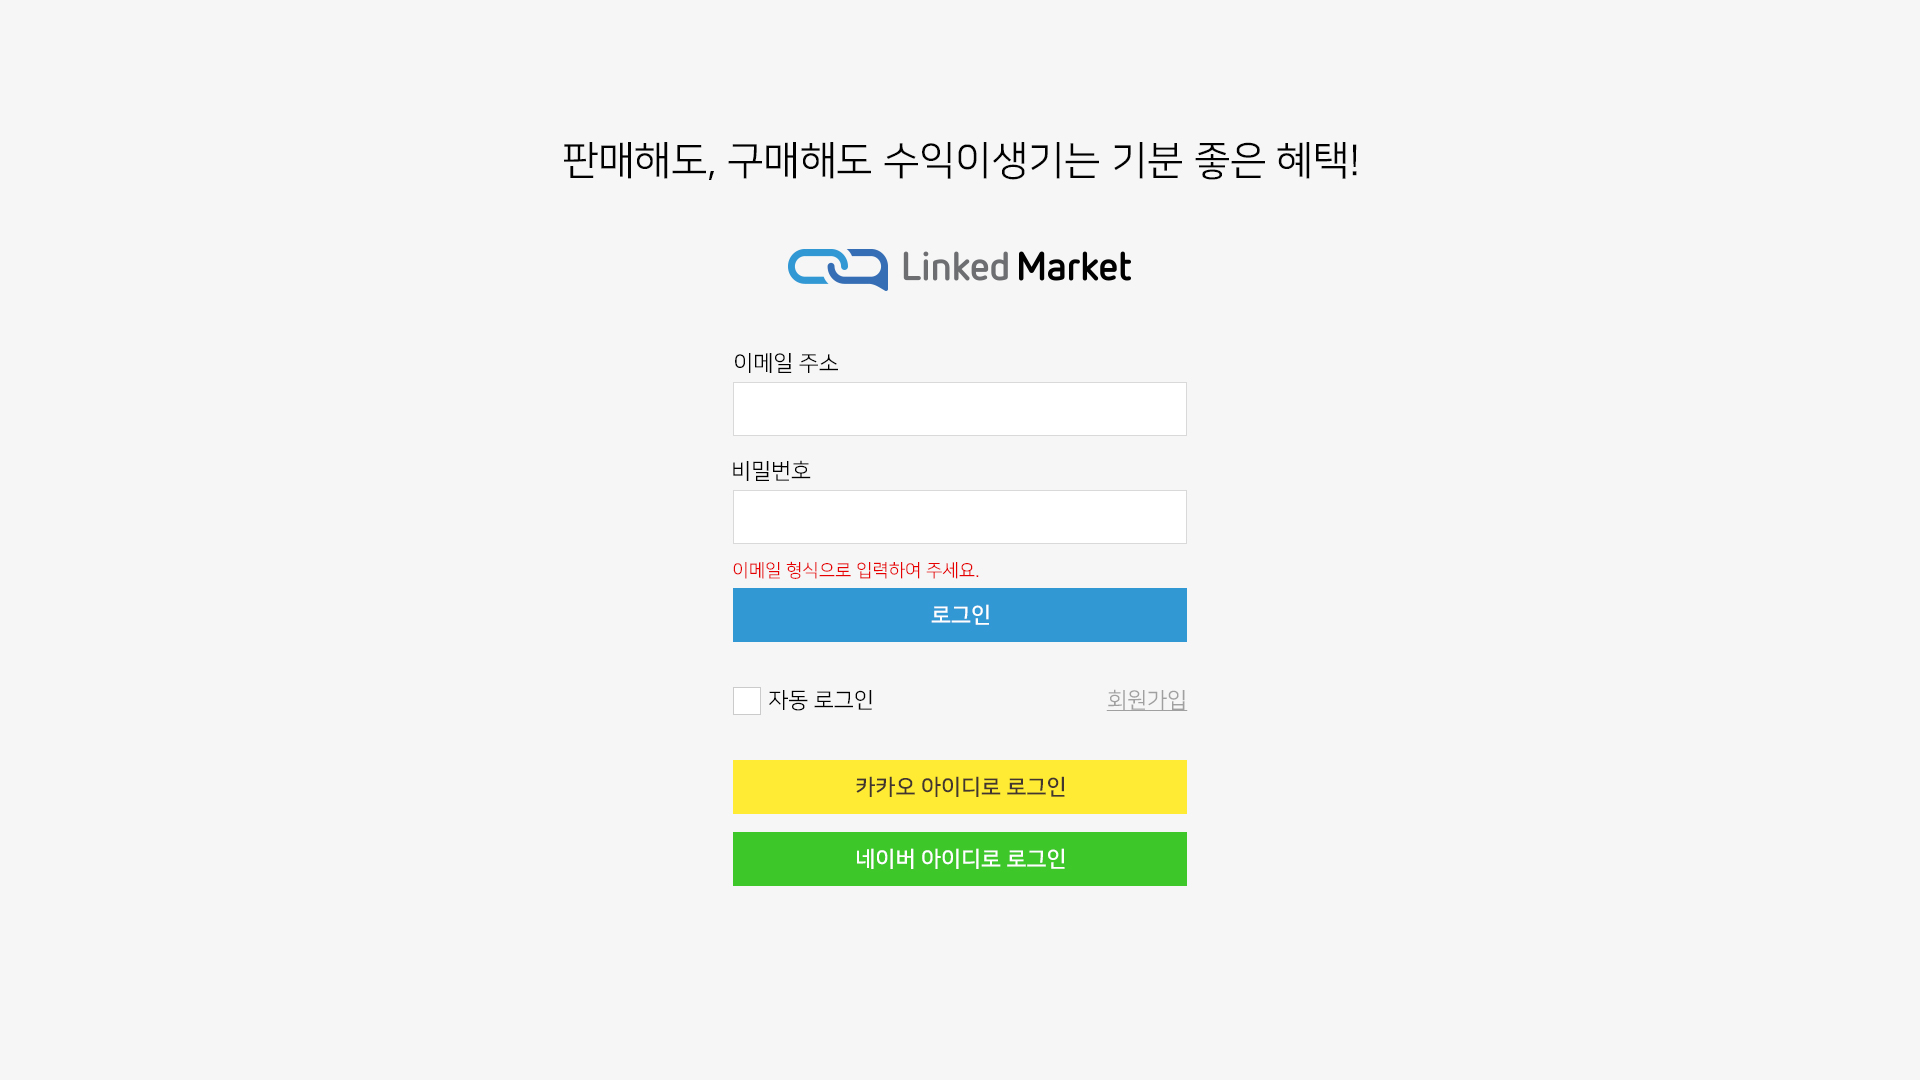 판매해도, 구매해도 수익이생기는 기분 좋은 혜택!
Linked Market
이메일 주소
비밀번호
이메일 형식으로 입력하여 주세요.
로그인
자동 로그인 회원가입
카카오 아이디로 로그인
네이버 아이디로 로그인